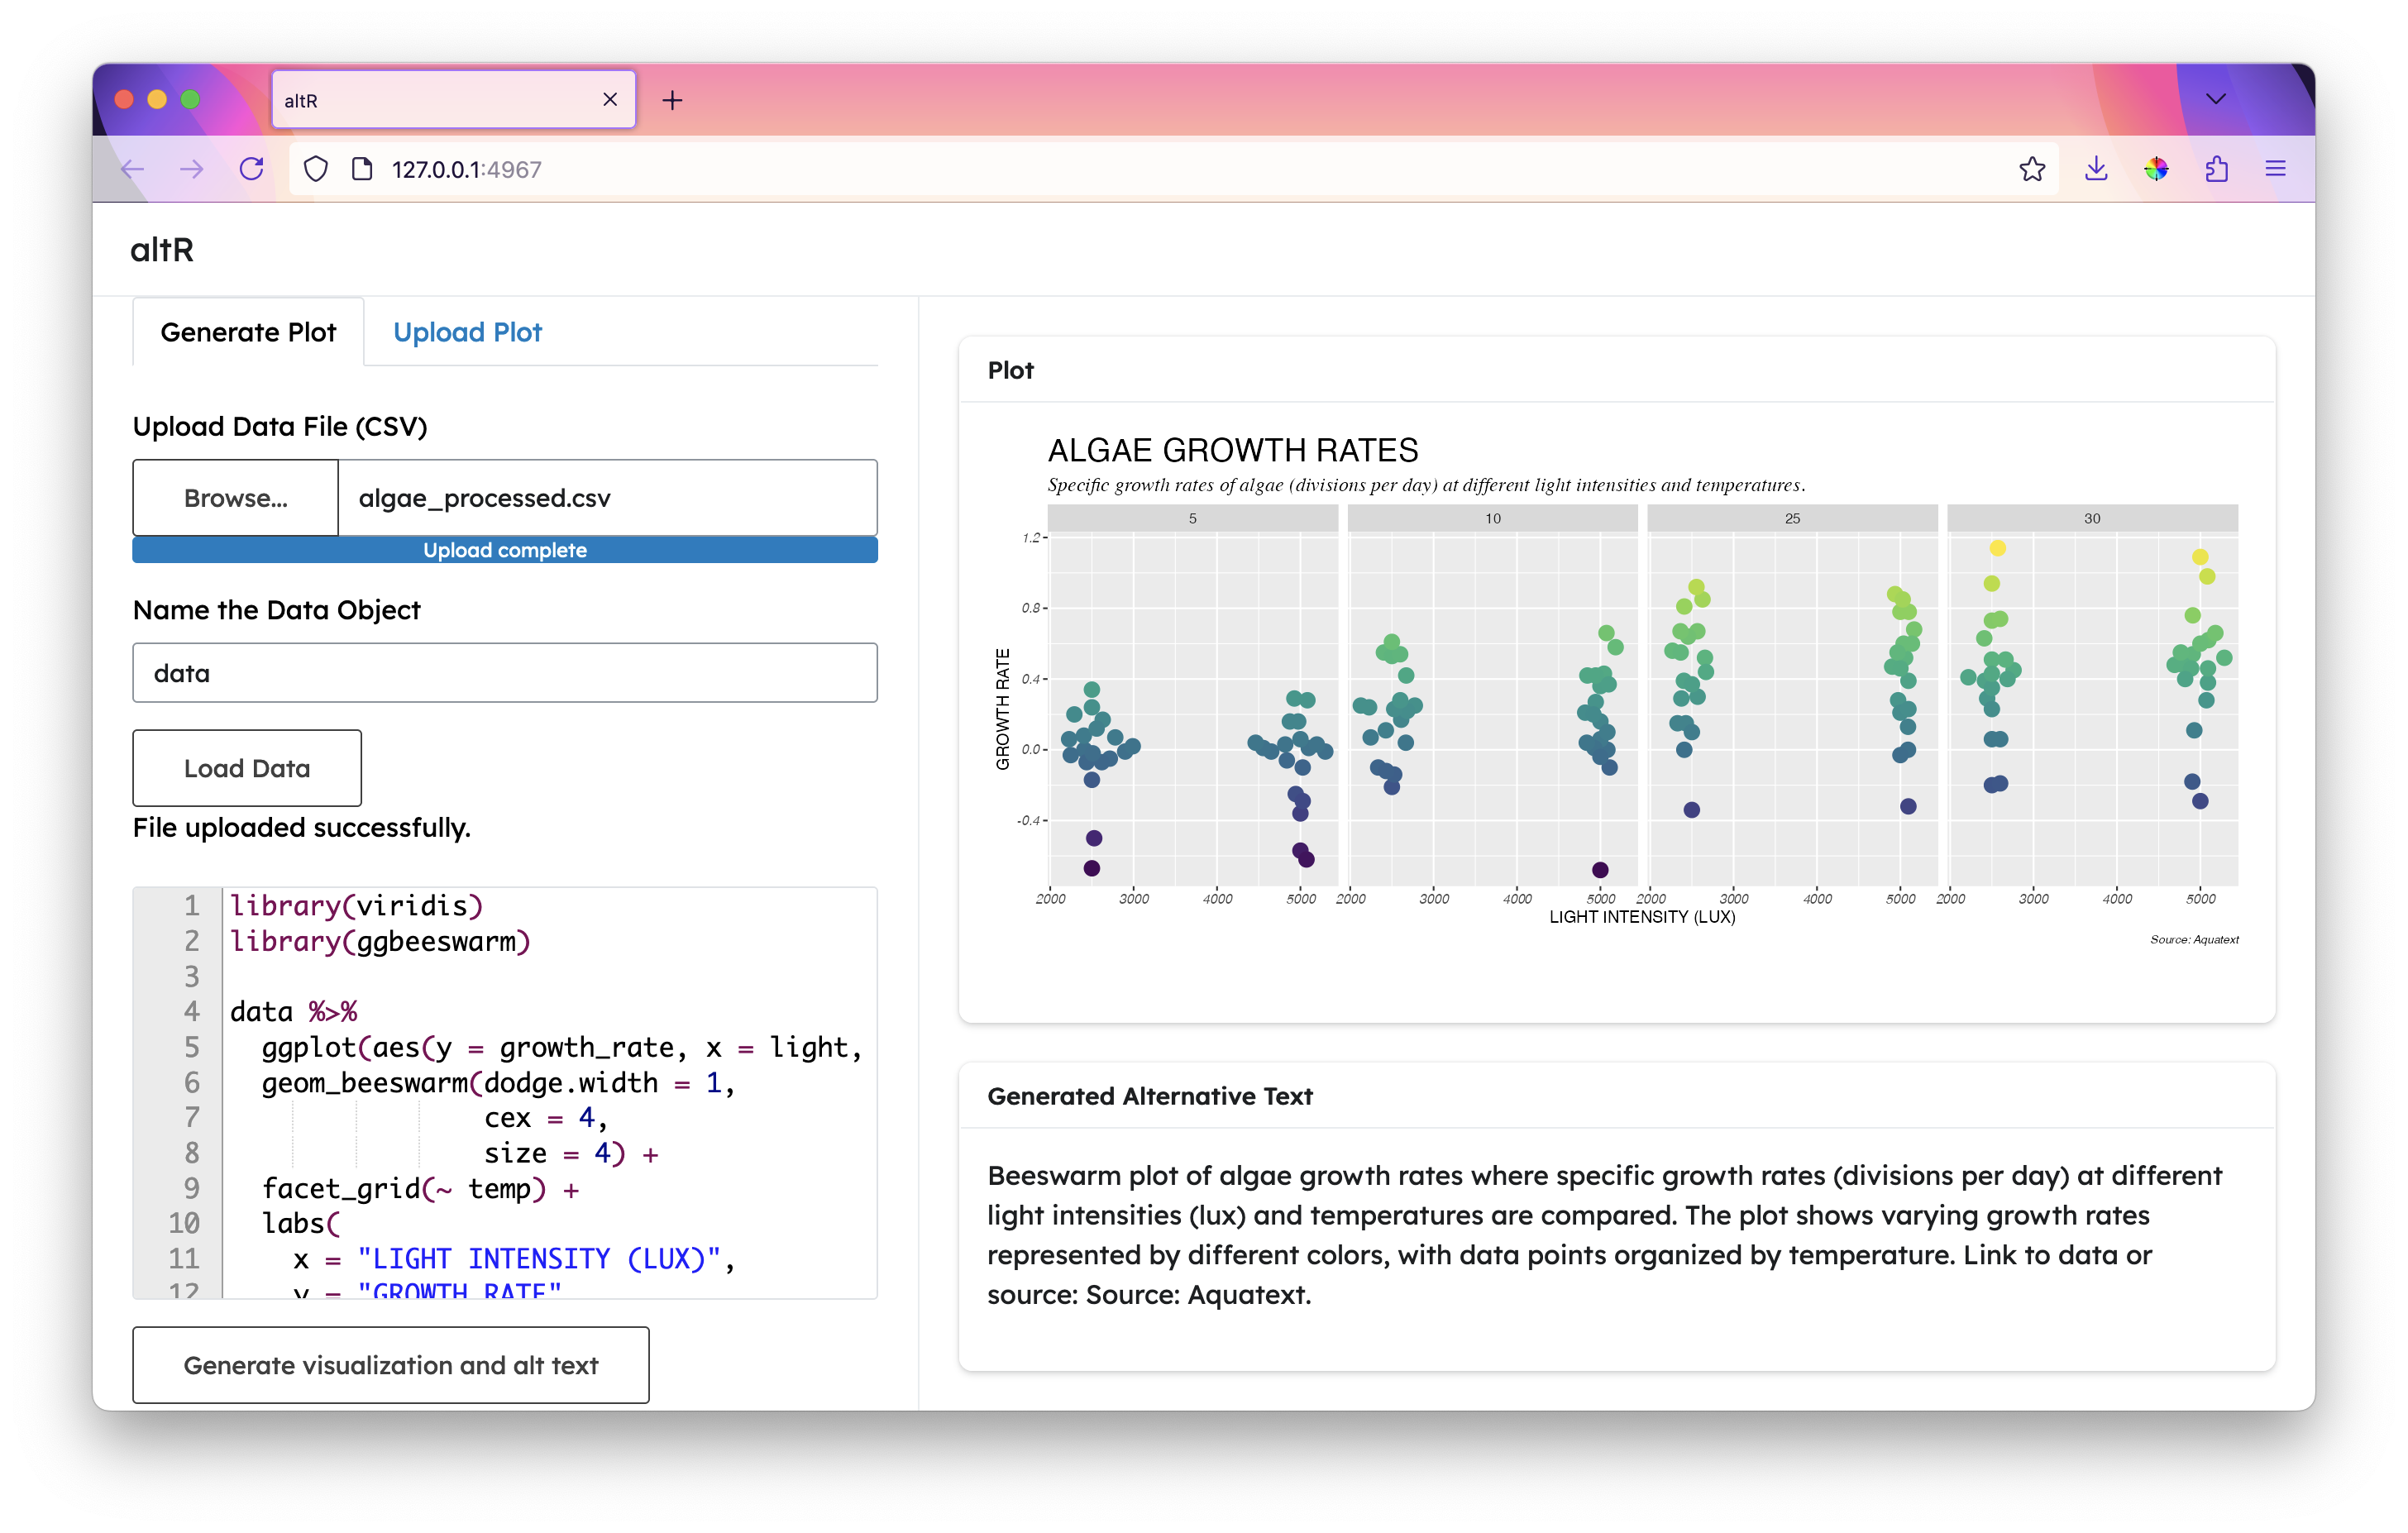 altR
127.0.0.1:4967
altR
Generate Plot
Upload Plot
Upload Data File (CSV)
Browse...
algae_processed.csv
Upload complete
Name the Data Object
data
Load Data
File uploaded successfully.
1 library(viridis)
2 library(ggbeeswarm)
3
4 data %>%
5 ggplot(aes(y = growth_rate, x = light,
6 geom_beeswarm(dodge.width = 1,
7 cex = 4,
8 size = 4) +
9 facet_grid(~ temp) +
10 labs(
11 x = "LIGHT INTENSITY (LUX)",
12 y = "GROWTH RATE"
Generate visualization and alt text
Plot
ALGAE GROWTH RATES
Specific growth rates of algae (divisions per day) at different light intensities and temperatures.
5 10 25 30
1.2
0.8
0.4
0.0
-0.4
GROWTH RATE
2000 3000 4000 5000 2000 3000 4000 5000 2000 3000 4000 5000 2000 3000 4000 5000
LIGHT INTENSITY (LUX)
Source: Aquatext
Generated Alternative Text
Beeswarm plot of algae growth rates where specific growth rates (divisions per day) at different
light intensities (lux) and temperatures are compared. The plot shows varying growth rates
represented by different colors, with data points organized by temperature. Link to data or
source: Source: Aquatext.